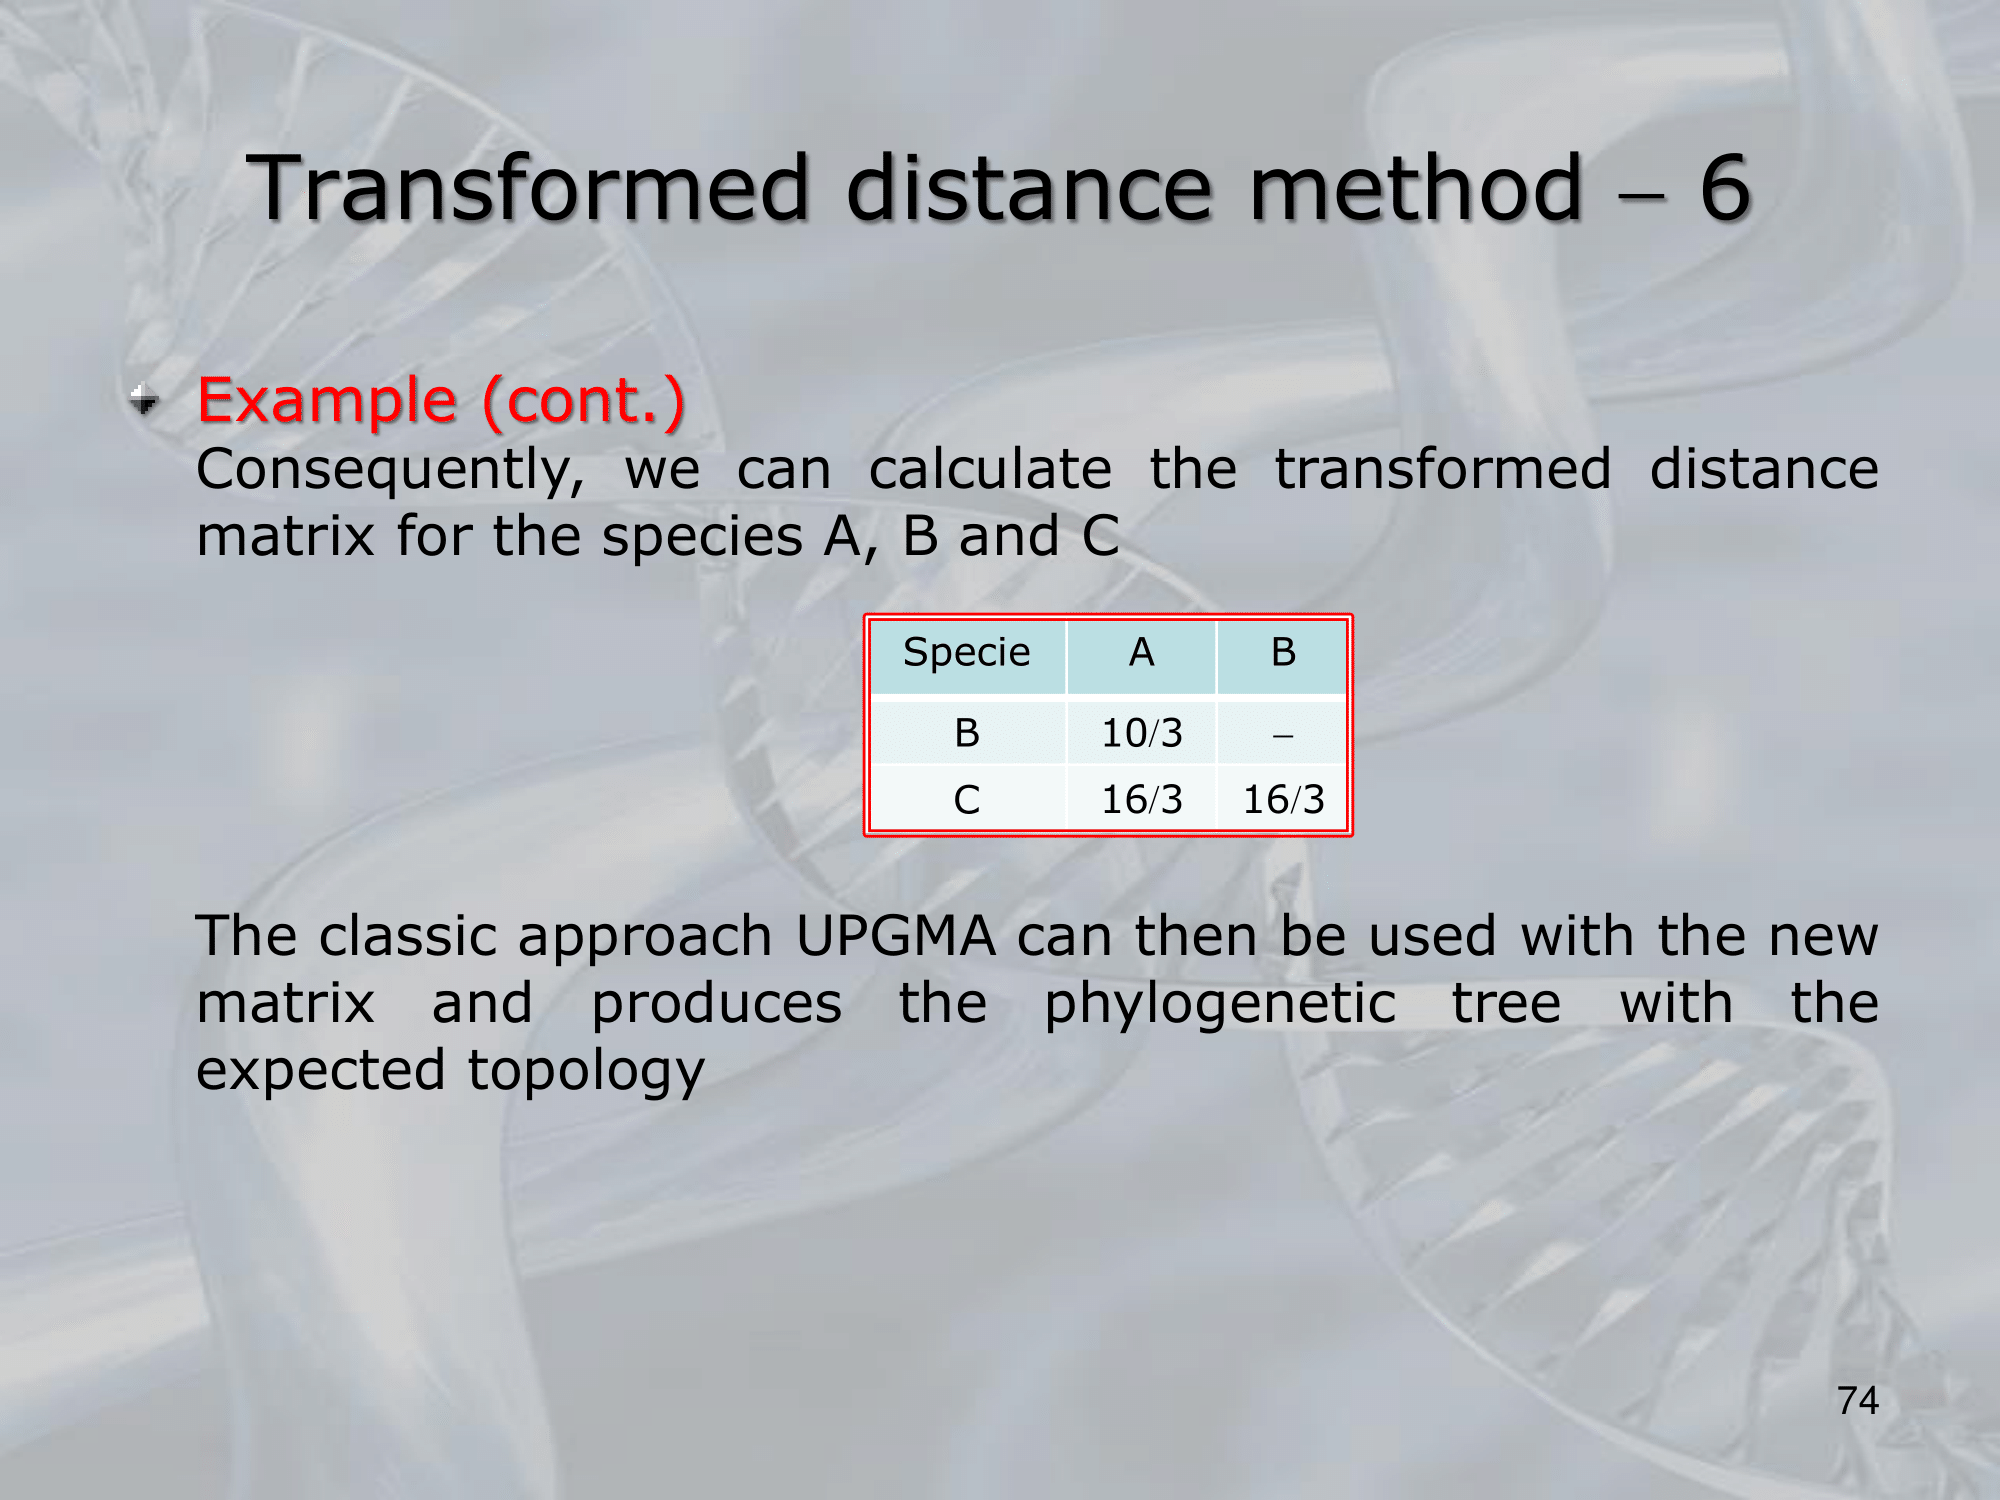 Transformed distance method – 6
Example (cont.)
Consequently, we can calculate the transformed distance
matrix for the species A, B and C
Specie A B
B 10/3 –
C 16/3 16/3
The classic approach UPGMA can then be used with the new
matrix and produces the phylogenetic tree with the
expected topology
74